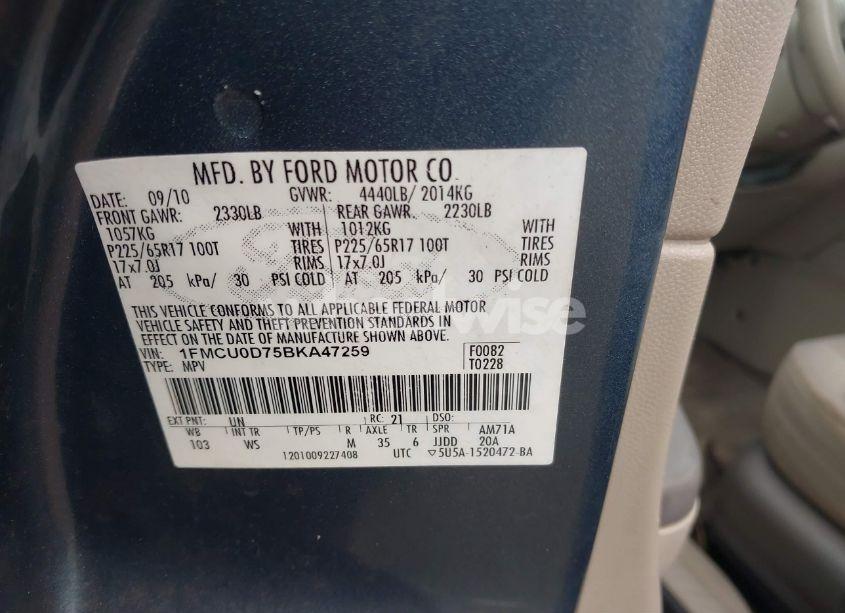 MFD. BY FORD MOTOR CO.
DATE: 09/10 GVWR: 4440LB/ 2014KG
FRONT GAWR: 2330LB REAR GAWR: 2230LB
1057KG WITH 1012KG WITH
P225/65R17 100T TIRES P225/65R17 100T TIRES
17x7.0J RIMS 17x7.0J RIMS
AT 205 kPa/ 30 PSI COLD AT 205 kPa/ 30 PSI COLD
THIS VEHICLE CONFORMS TO ALL APPLICABLE FEDERAL MOTOR
VEHICLE SAFETY AND THEFT PREVENTION STANDARDS IN
EFFECT ON THE DATE OF MANUFACTURE SHOWN ABOVE.
VIN: 1FMCU0D75BKA47259 F0082
TYPE: MPV T0228
EXT PNT: UN RC: 21 DSO:
WB INT TR TP/PS R AXLE TR SPR AM71A
103 WS M 35 6 JJDD 20A
1201009227408 UTC ▽5U5A-1520472-BA